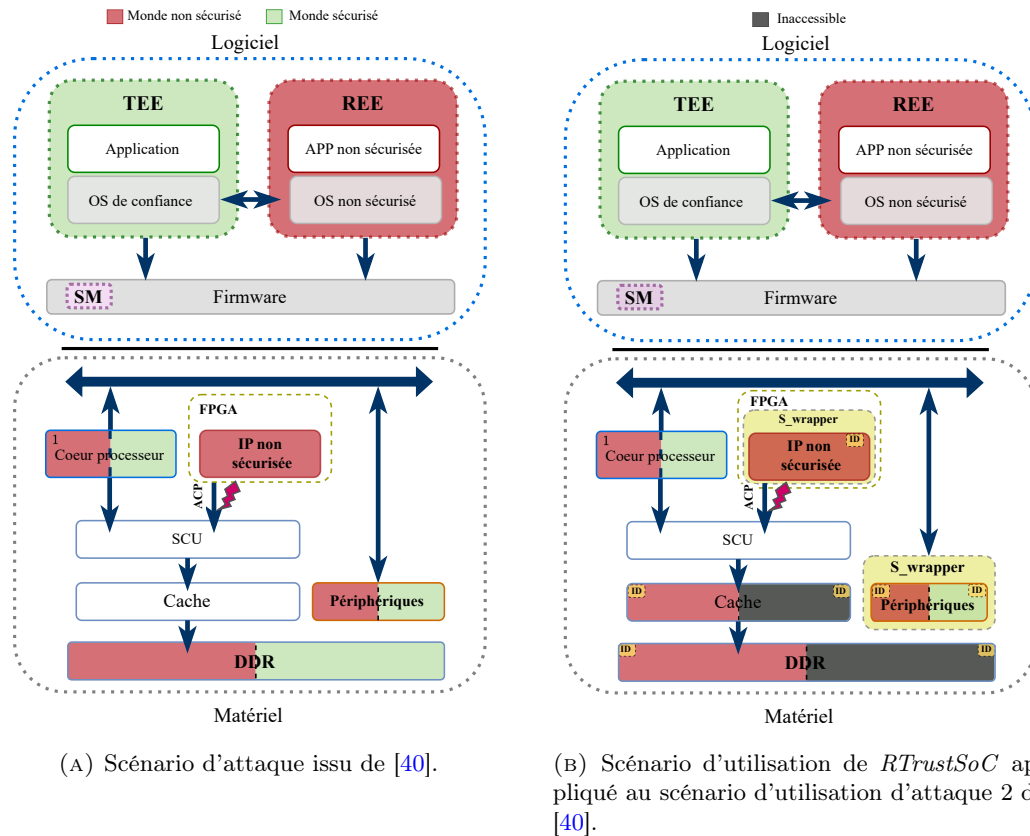 Monde non sécurisé Monde sécurisé
Logiciel
TEE REE
Application APP non sécurisée
OS de confiance OS non sécurisé
SM Firmware
FPGA
1
Coeur processeur
IP non
sécurisée
ACP
SCU
Cache
Périphériques
DDR
Matériel
(A) Scénario d'attaque issu de [40].
Inaccessible
Logiciel
TEE REE
Application APP non sécurisée
OS de confiance OS non sécurisé
SM Firmware
FPGA
S_wrapper
ID
1
Coeur processeur
IP non
sécurisée
ACP
SCU
S_wrapper
ID Cache ID
ID ID
Périphériques
ID DDR ID
Matériel
(B) Scénario d'utilisation de RTrustSoC ap
pliqué au scénario d'utilisation d'attaque 2 d
[40].